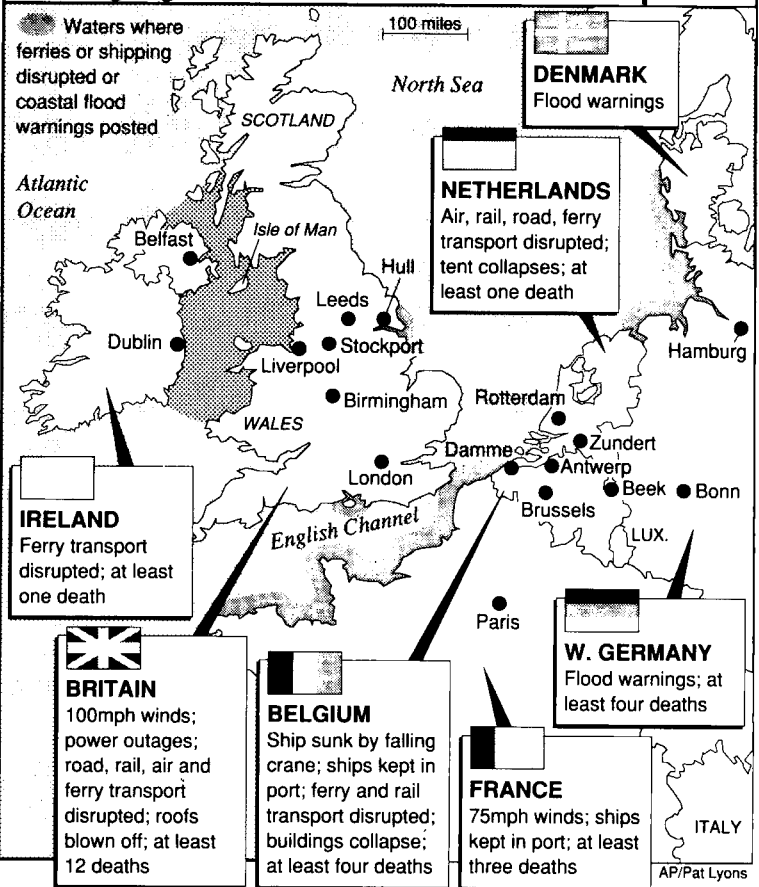 Waters where
ferries or shipping
disrupted or
coastal flood
warnings posted
100 miles
North Sea
Atlantic
Ocean
SCOTLAND
Isle of Man
Belfast
Hull
Leeds
Dublin
Stockport
Liverpool
Birmingham
WALES
London
English Channel
Hamburg
Rotterdam
Zundert
Damme
Antwerp
Beek
Bonn
Brussels
LUX.
Paris
ITALY
DENMARK
Flood warnings
NETHERLANDS
Air, rail, road, ferry
transport disrupted;
tent collapses; at
least one death
IRELAND
Ferry transport
disrupted; at least
one death
BRITAIN
100mph winds;
power outages;
road, rail, air and
ferry transport
disrupted; roofs
blown off; at least
12 deaths
BELGIUM
Ship sunk by falling
crane; ships kept in
port; ferry and rail
transport disrupted;
buildings collapse;
at least four deaths
FRANCE
75mph winds; ships
kept in port; at least
three deaths
W. GERMANY
Flood warnings; at
least four deaths
AP/Pat Lyons